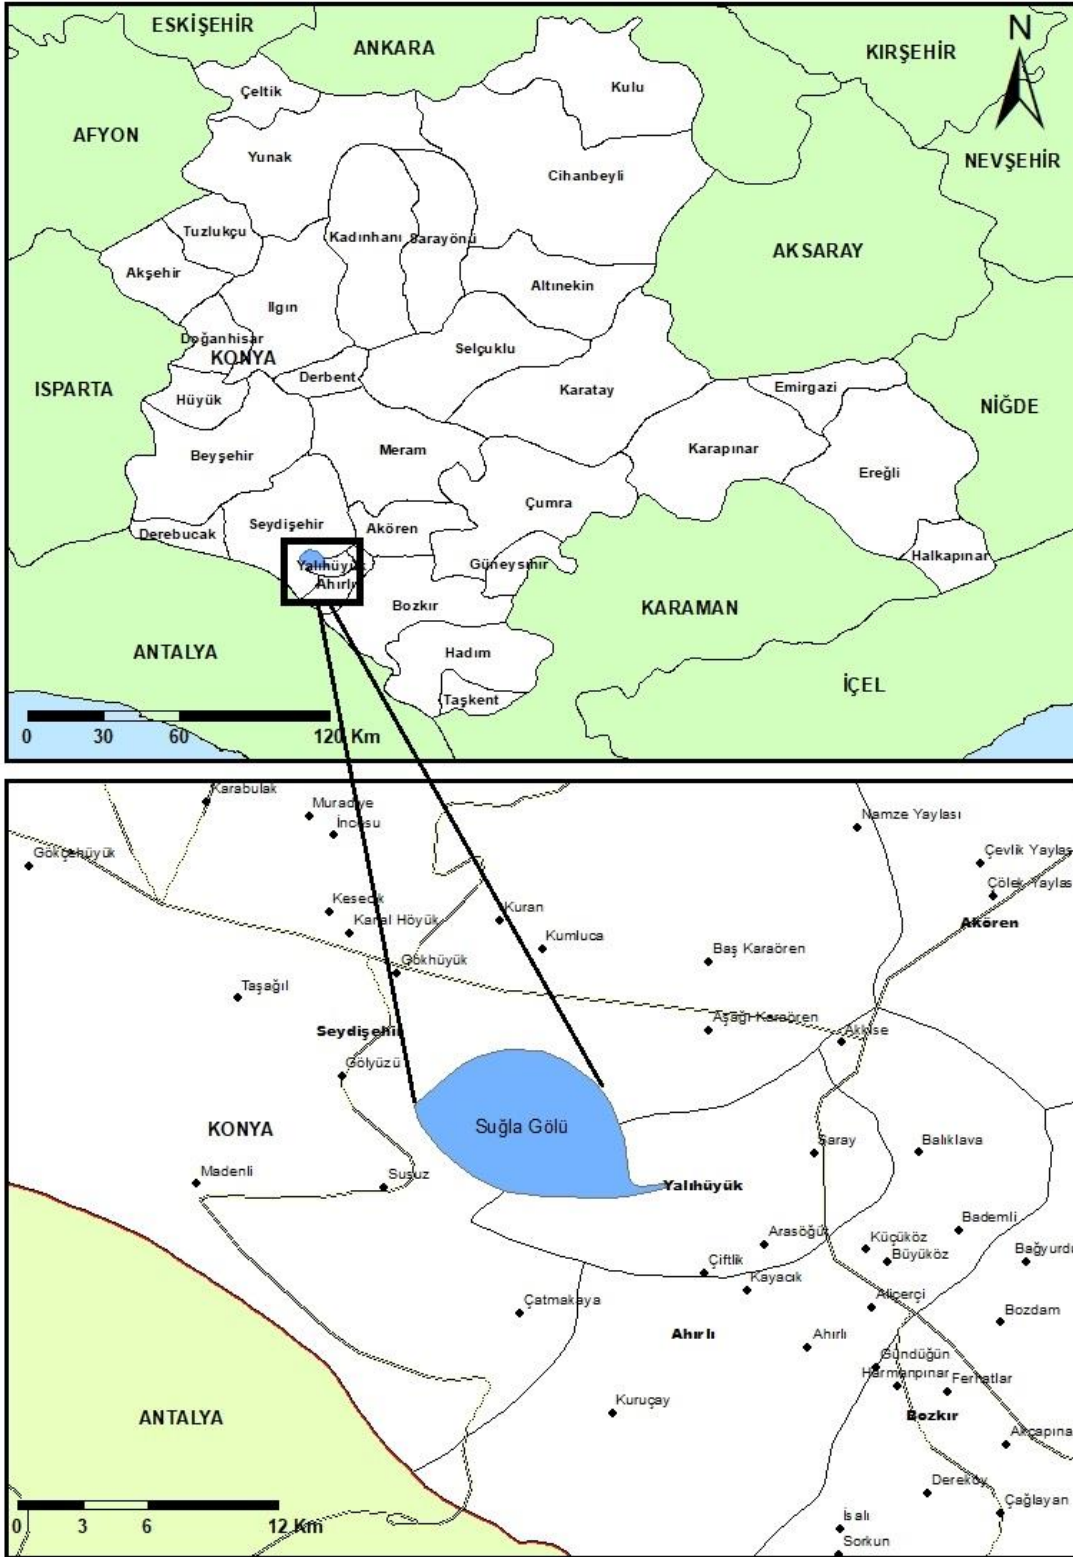 ESKİŞEHİR
ANKARA
N
KIRŞEHİR
Kulu
Çeltik
AFYON
Yunak
NEVŞEHİR
Cihanbeyli
Tuzlukçu
Kadınhanı
Sarayönü
AKSARAY
Akşehir
Altınekin
Ilgın
Doğanhisar
KONYA
Selçuklu
ISPARTA
Derbent
Karatay
Emirgazi
Hüyük
NİĞDE
Beyşehir
Meram
Karapınar
Ereğli
Çumra
Seydişehir
Akören
Derebucak
Halkapınar
Yalıhüyük
Güneysınır
Ahırlı
Bozkır
KARAMAN
ANTALYA
Hadım
İÇEL
Taşkent
0 30 60 120 Km
Karabulak
Muradiye
İncesu
Namze Yaylası
Gökçehüyük
Çevlik Yaylas
Çölek Yaylas
Kesecik
Kuran
Akören
Kanal Höyük
Kumluca
Baş Karaören
Gökhüyük
Taşağıl
Aşağı Karaören
Seydişehir
Akkise
Gölyüzü
Suğla Gölü
KONYA
Saray
Balıklava
Madenli
Susuz
Yalıhüyük
Arasöğüt
Bademli
Küçüköz
Büyüköz
Bağyurdu
Çiftlik
Kayacık
Çatmakaya
Aliçerçi
Bozdam
Ahırlı
Ahırlı
Gündüğün
Harmanpınar
Ferhatlar
Kuruçay
Bozkır
ANTALYA
Akçapına
Dereköy
Çağlayan
0 3 6 12 Km
İsalı
Sorkun